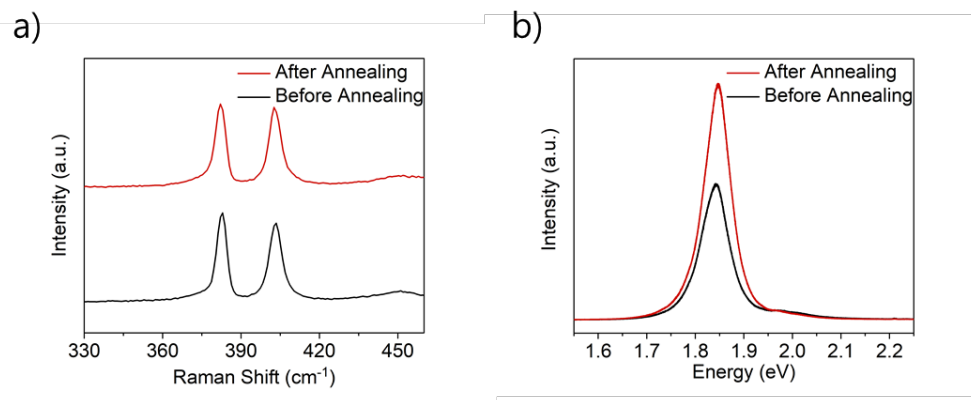 a)
After Annealing
Before Annealing
Intensity (a.u.)
330 360 390 420 450
Raman Shift (cm⁻¹)
b)
After Annealing
Before Annealing
Intensity (a.u.)
1.6 1.7 1.8 1.9 2.0 2.1 2.2
Energy (eV)